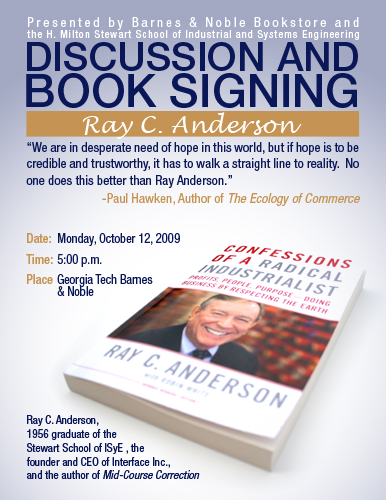 Presented by Barnes & Noble Bookstore and
the H. Milton Stewart School of Industrial and Systems Engineering
DISCUSSION AND
BOOK SIGNING
Ray C. Anderson
“We are in desperate need of hope in this world, but if hope is to be
credible and trustworthy, it has to walk a straight line to reality.  No
one does this better than Ray Anderson.”
-Paul Hawken, Author of The Ecology of Commerce
Date: Monday, October 12, 2009
Time: 5:00 p.m.
Place Georgia Tech Barnes
& Noble
CONFESSIONS
OF A RADICAL
INDUSTRIALIST
PROFITS, PEOPLE, PURPOSE—DOING
BUSINESS BY RESPECTING THE EARTH
RAY C. ANDERSON
WITH ROBIN WHITE
Ray C. Anderson,
1956 graduate of the
Stewart School of ISyE , the
founder and CEO of Interface Inc.,
and the author of Mid-Course Correction